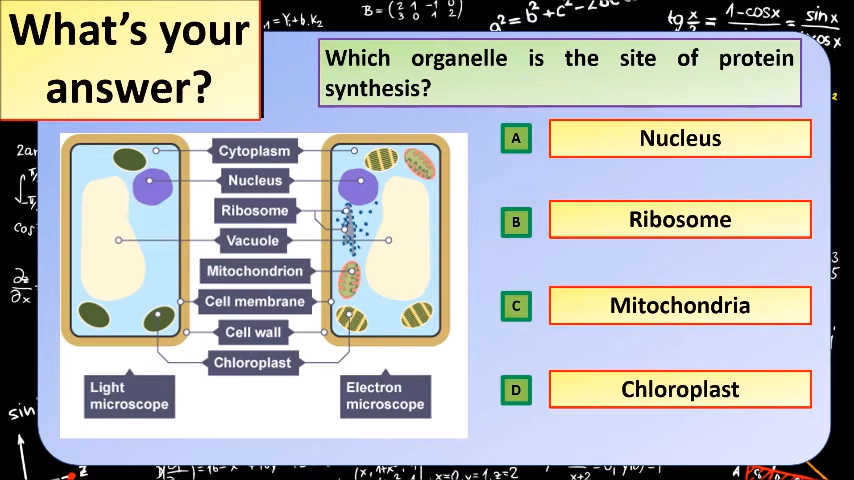 What's your
answer?
Which organelle is the site of protein
synthesis?
A
Nucleus
B
Ribosome
C
Mitochondria
D
Chloroplast
Cytoplasm
Nucleus
Ribosome
Vacuole
Mitochondrion
Cell membrane
Cell wall
Chloroplast
Light
microscope
Electron
microscope